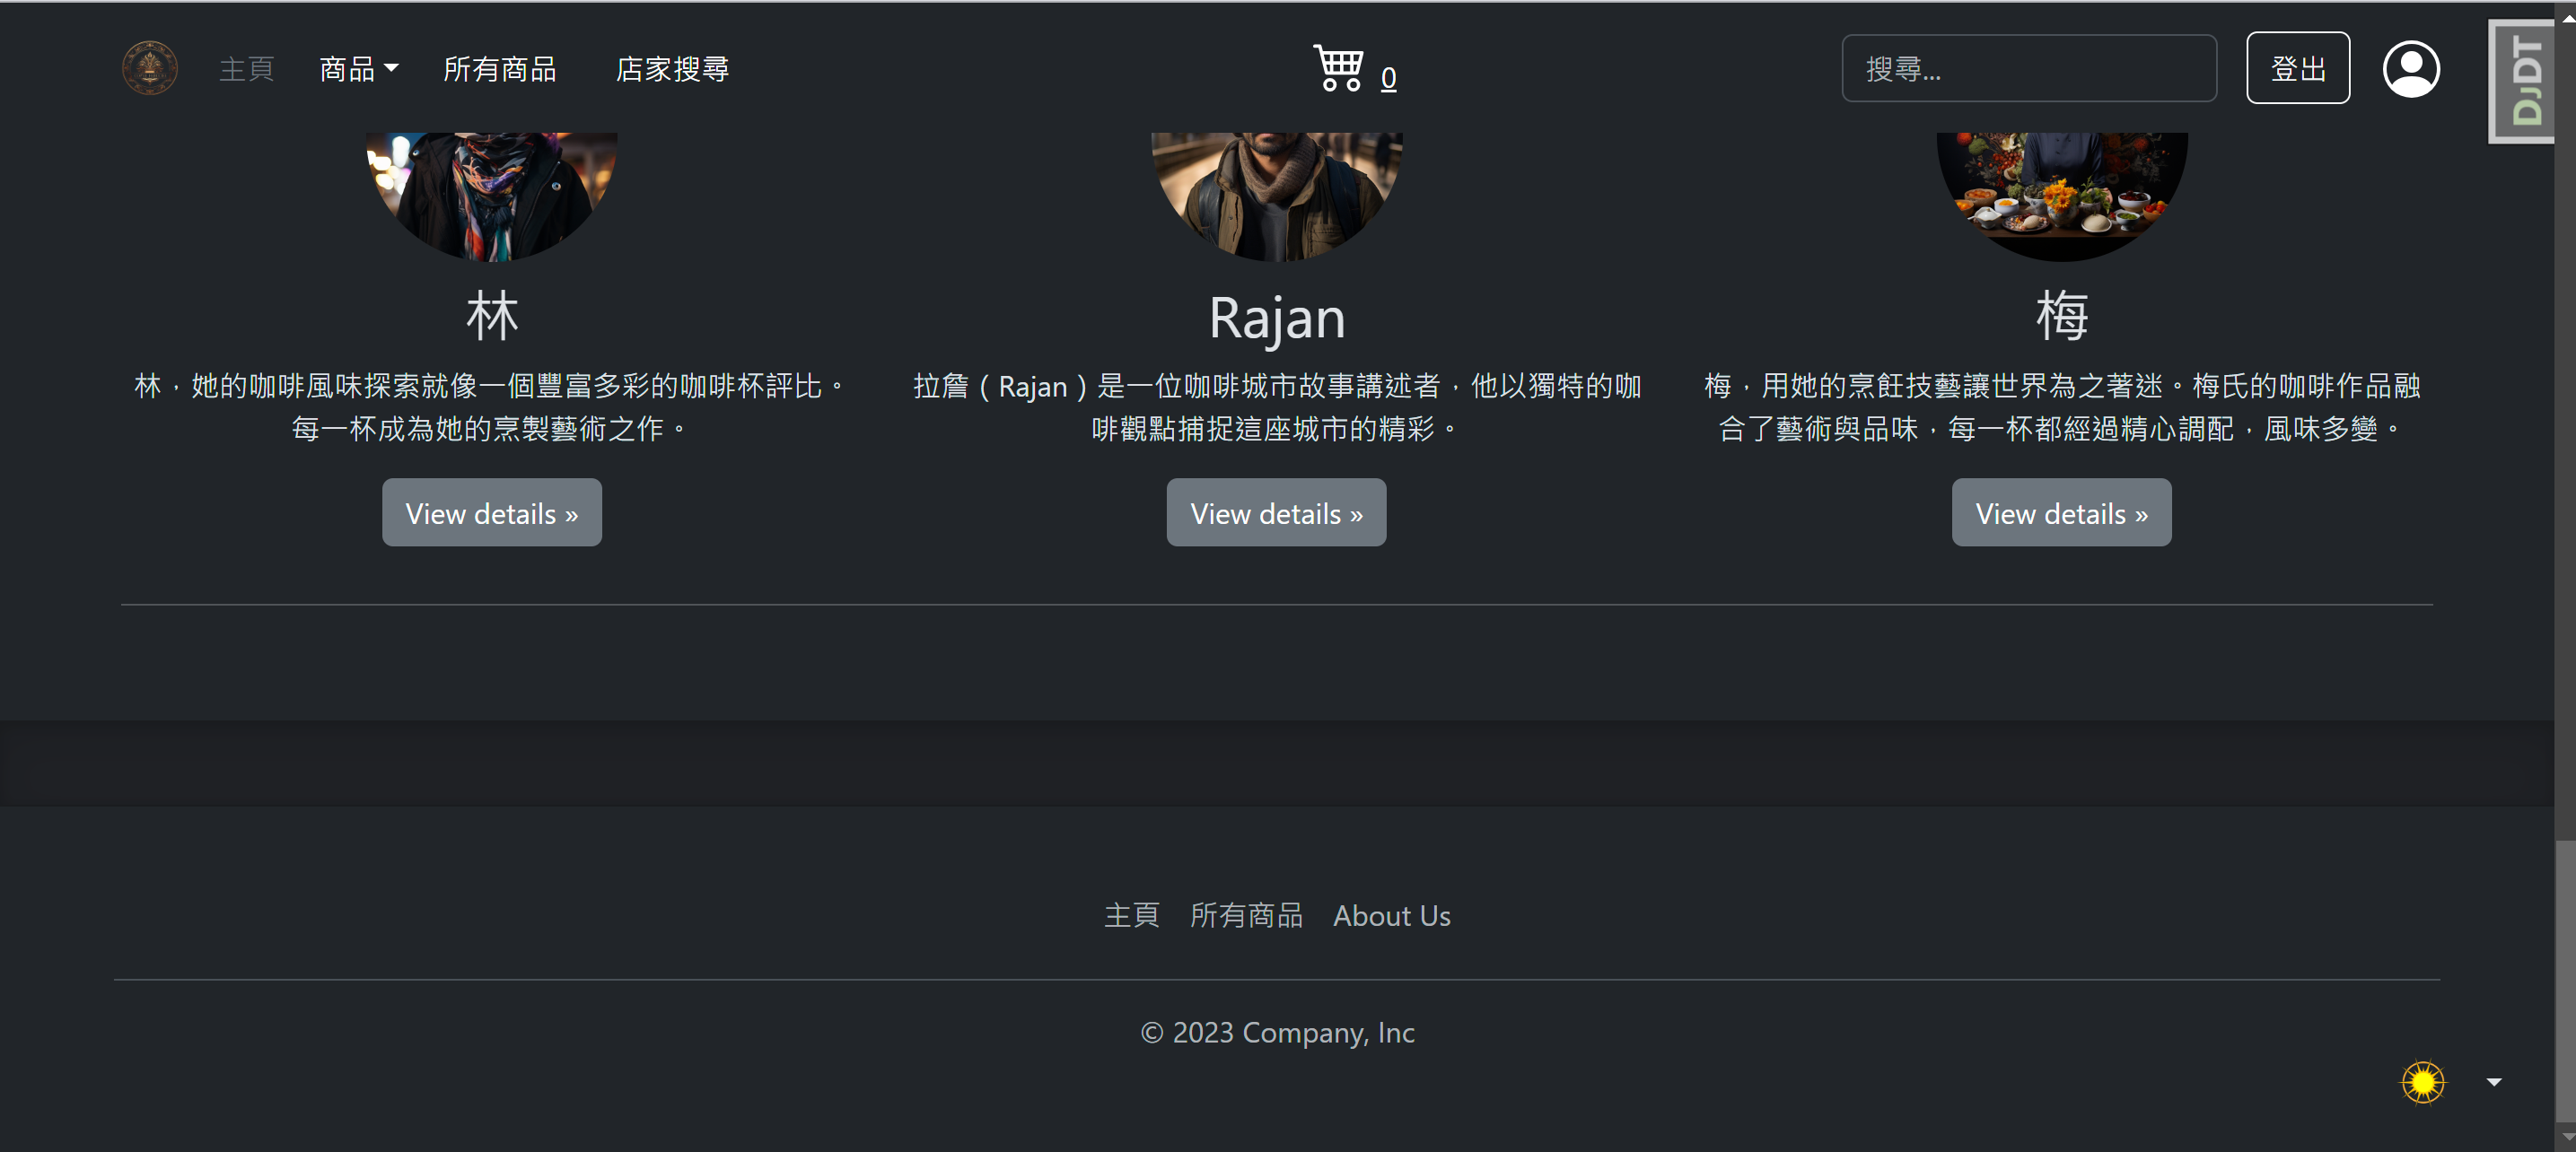 主頁 商品 所有商品 店家搜尋 0 搜尋... 登出
DJDT
林
林，她的咖啡風味探索就像一個豐富多彩的咖啡杯評比。
每一杯成為她的烹製藝術之作。
View details »
Rajan
拉詹（Rajan）是一位咖啡城市故事講述者，他以獨特的咖
啡觀點捕捉這座城市的精彩。
View details »
梅
梅，用她的烹飪技藝讓世界為之著迷。梅氏的咖啡作品融
合了藝術與品味，每一杯都經過精心調配，風味多變。
View details »
主頁 所有商品 About Us
© 2023 Company, Inc